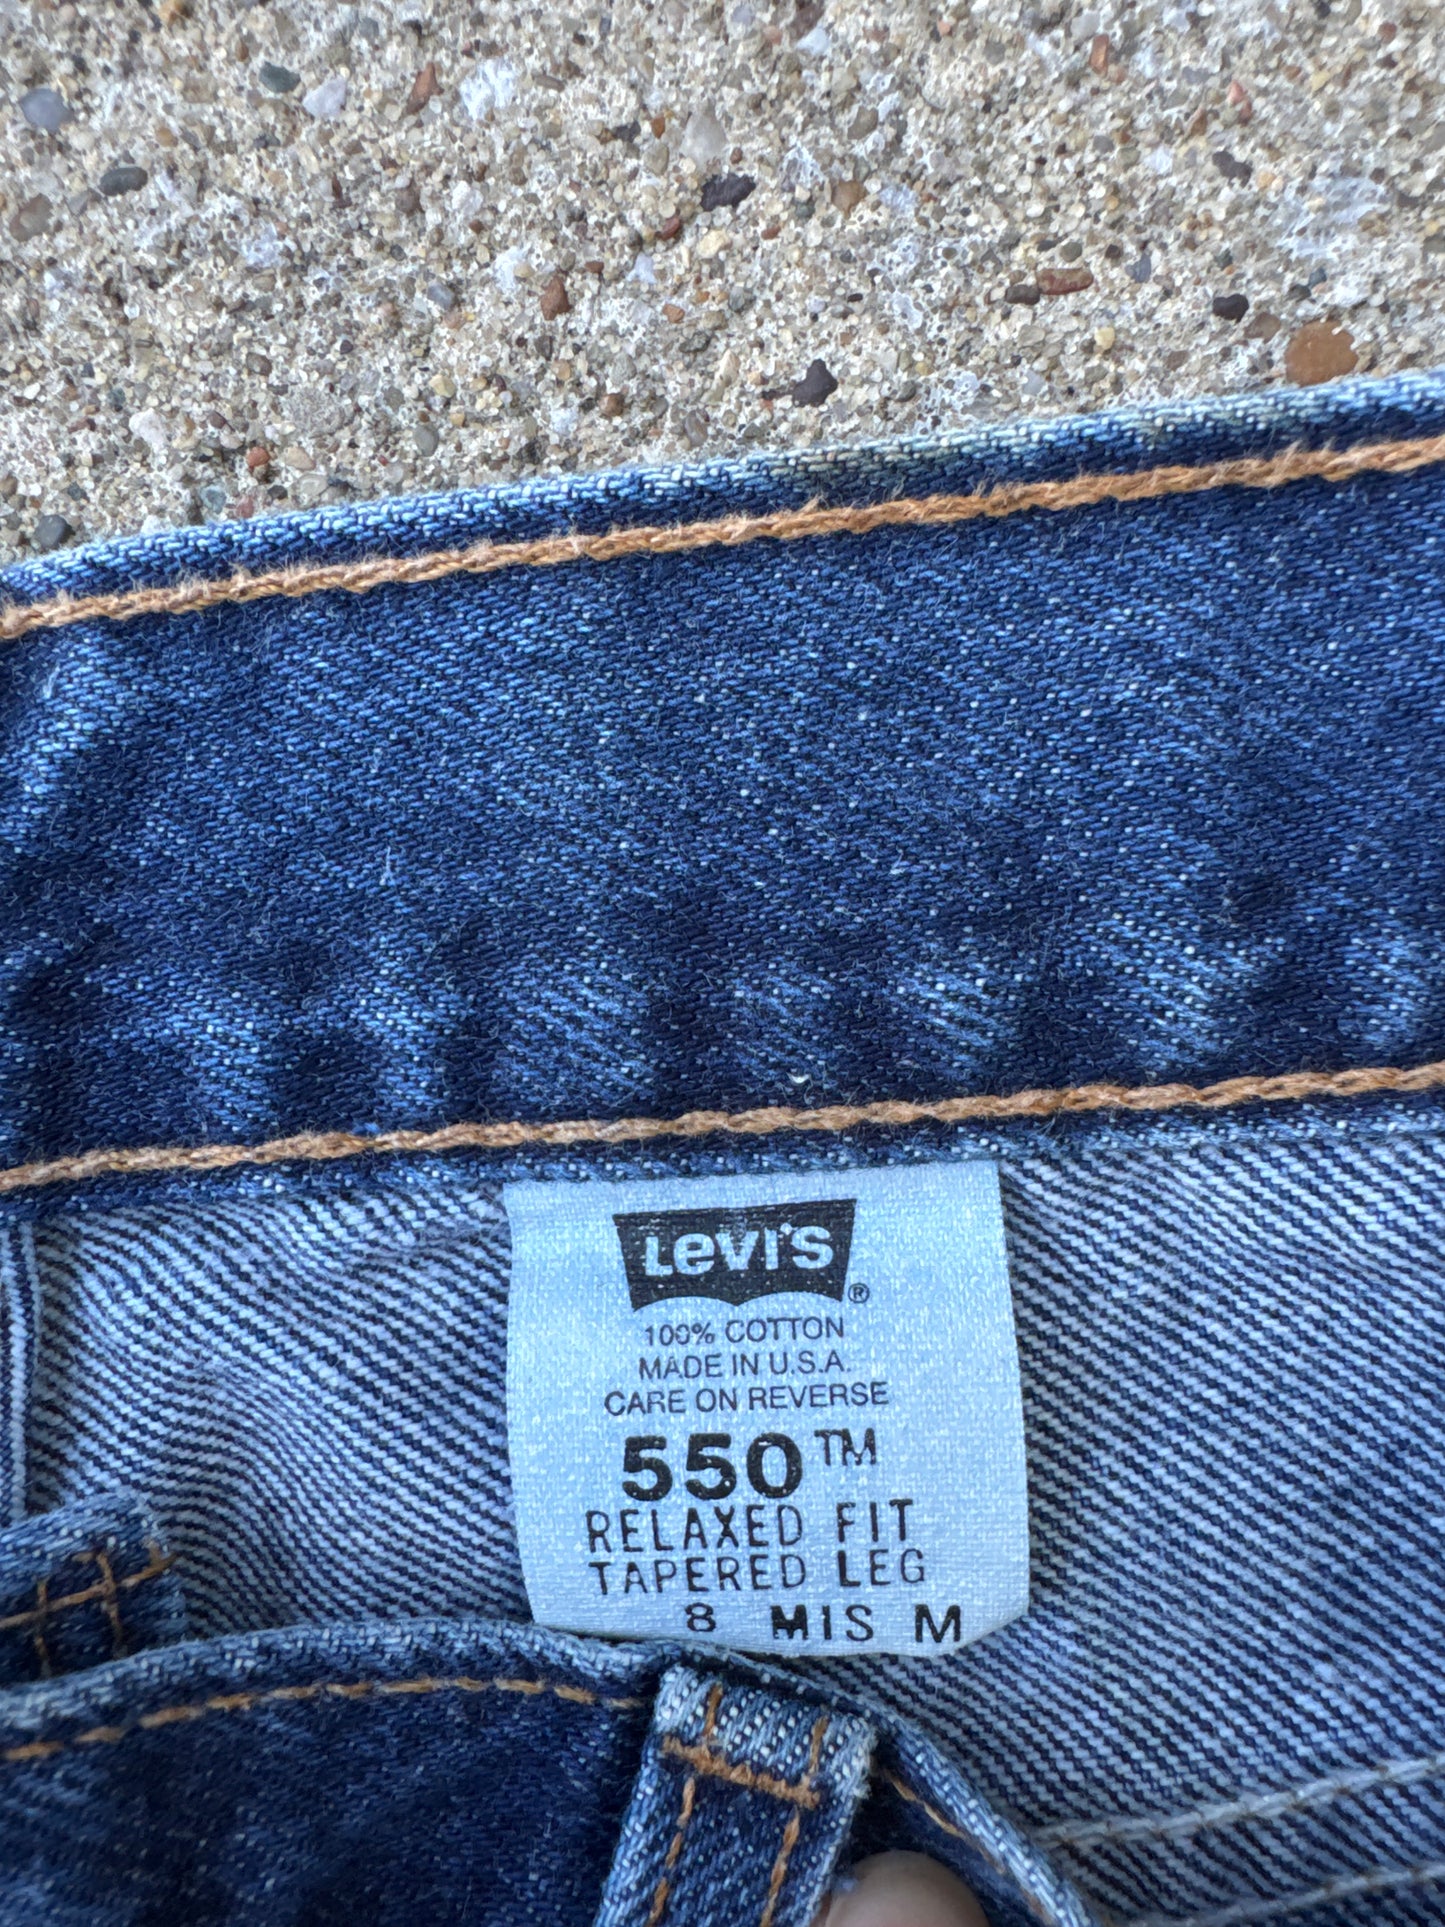 Levi's ®
100% COTTON
MADE IN U.S.A.
CARE ON REVERSE
550™
RELAXED FIT
TAPERED LEG
8 MIS M